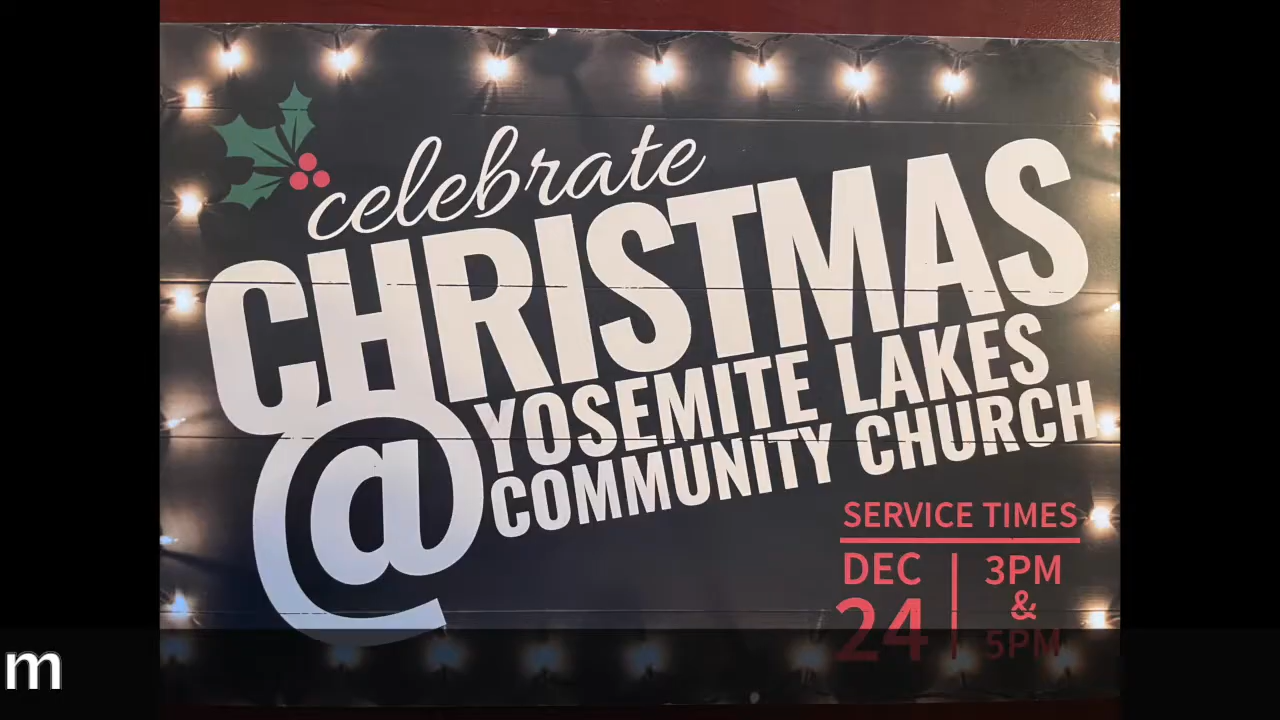 celebrate
CHRISTMAS
@ YOSEMITE LAKES
COMMUNITY CHURCH
SERVICE TIMES
DEC
24
3PM
&
5PM
m